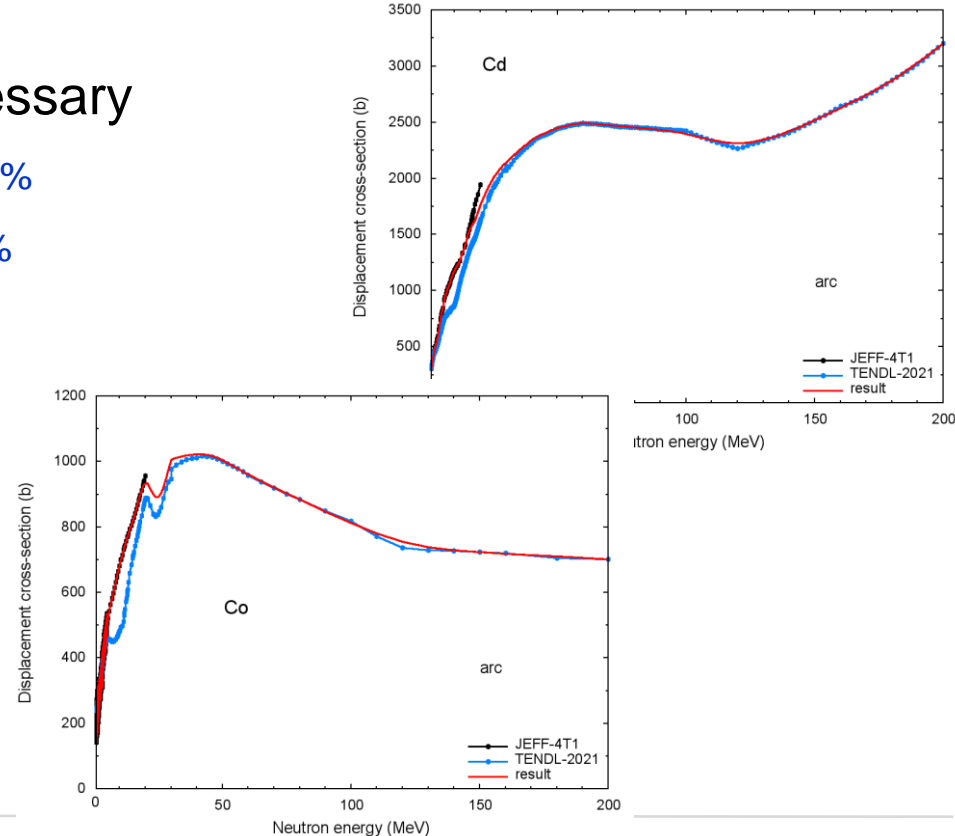 essary
%
%
3500
3000
2500
2000
1500
1000
500
Displacement cross-section (b)
Cd
arc
JEFF-4T1
TENDL-2021
result
100
150
200
energy (MeV)
1200
1000
800
600
400
200
0
Displacement cross-section (b)
Co
arc
JEFF-4T1
TENDL-2021
result
0
50
100
150
200
Neutron energy (MeV)